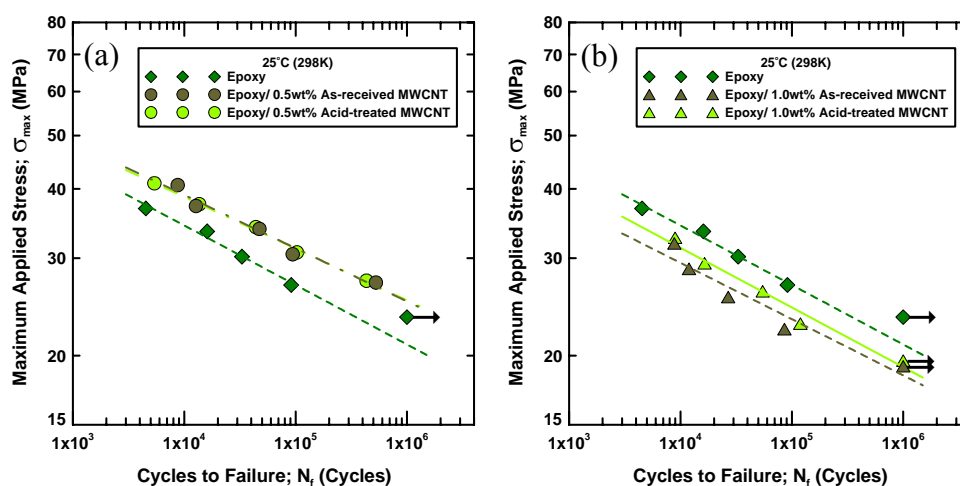 (a)
25°C (298K)
Epoxy
Epoxy/ 0.5wt% As-received MWCNT
Epoxy/ 0.5wt% Acid-treated MWCNT
Maximum Applied Stress; σmax (MPa)
80
70
60
50
40
30
20
15
1x10³
1x10⁴
1x10⁵
1x10⁶
Cycles to Failure; Nf (Cycles)
(b)
25°C (298K)
Epoxy
Epoxy/ 1.0wt% As-received MWCNT
Epoxy/ 1.0wt% Acid-treated MWCNT
Maximum Applied Stress; σmax (MPa)
80
70
60
50
40
30
20
15
1x10³
1x10⁴
1x10⁵
1x10⁶
Cycles to Failure; Nf (Cycles)